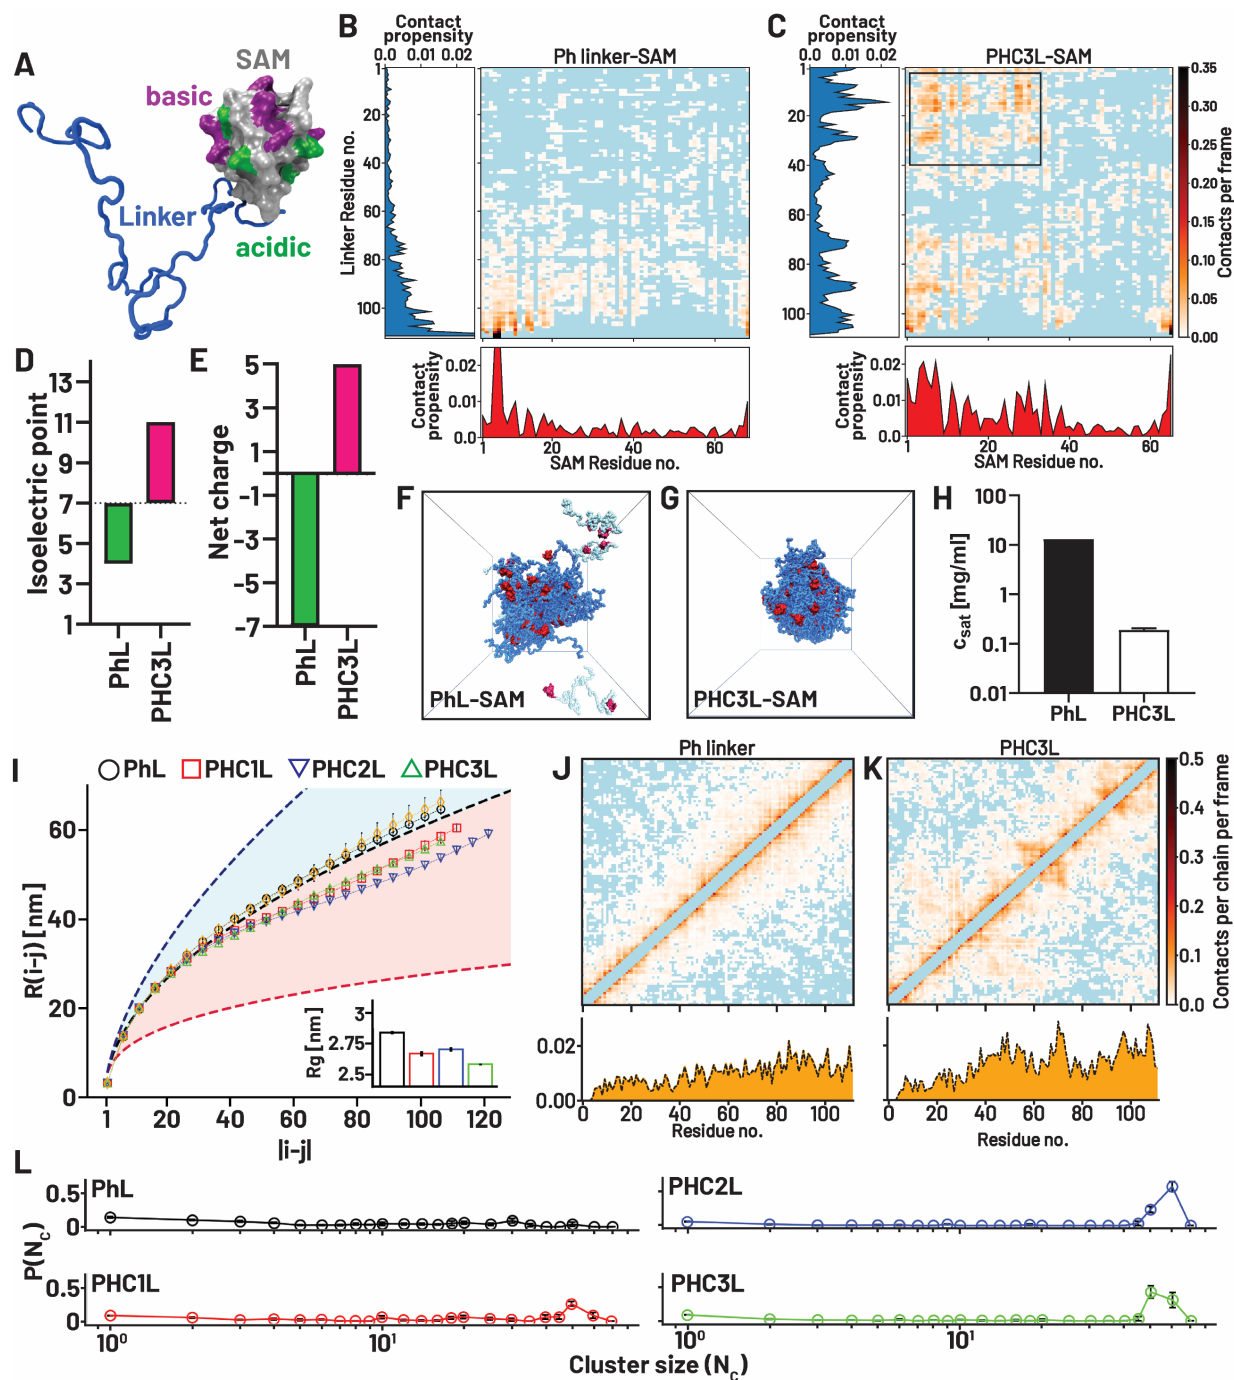 A
SAM
basic
Linker
acidic
B
Contact
propensity
0.0 0.01 0.02
Ph linker-SAM
Linker Residue no.
1
20
40
60
80
100
Contact
propensity
0.02
0.01
0.0
1 20 40 60
SAM Residue no.
C
Contact
propensity
0.0 0.01 0.02
PHC3L-SAM
1
20
40
60
80
100
0.02
0.01
0.0
1 20 40 60
SAM Residue no.
0.35
0.30
0.25
0.20
0.15
0.10
0.05
0.00
Contacts per frame
D
Isoelectric point
13
11
9
7
5
3
1
PhL
PHC3L
E
Net charge
5
3
1
-1
-3
-5
-7
PhL
PHC3L
F
PhL-SAM
G
PHC3L-SAM
H
csat [mg/ml]
100
10
1
0.1
0.01
PhL PHC3L
I
PhL PHC1L PHC2L PHC3L
R(i-j)) [nm]
60
40
20
0
1 20 40 60 80 100 120
|i-j|
Rg [nm]
3
2.75
2.5
J
Ph linker
0.02
0.00
0 20 40 60 80 100
Residue no.
K
PHC3L
0 20 40 60 80 100
Residue no.
0.5
0.4
0.3
0.2
0.1
0.0
Contacts per chain per frame
L
P(Nc)
PhL
0.5
0
PHC2L
PHC1L
0.5
0
10⁰ 10¹
PHC3L
10⁰ 10¹
Cluster size (Nc)